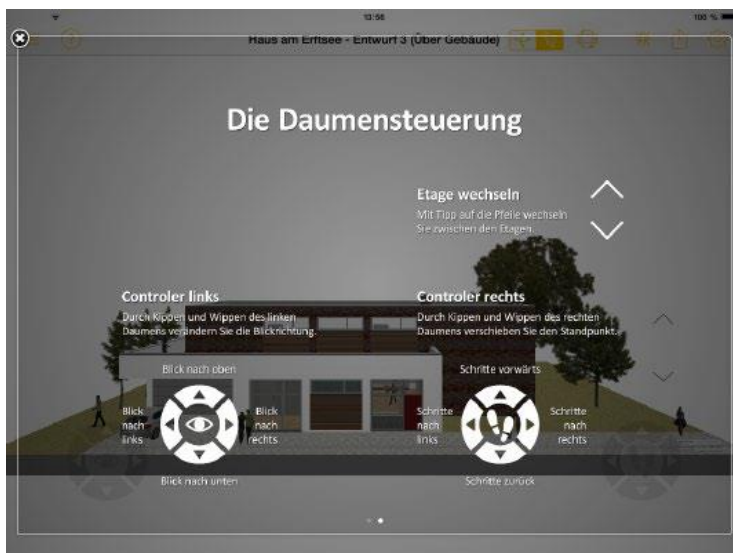 13:56
100 %
Haus am Erftsee - Entwurf 3 (Über Gebäude)
Die Daumensteuerung
Etage wechseln
Mit Tipp auf die Pfeile wechseln
Sie zwischen den Etagen.
Controler links
Durch Kippen und Wippen des linken
Daumens verändern Sie die Blickrichtung.
Controler rechts
Durch Kippen und Wippen des rechten
Daumens verschieben Sie den Standpunkt.
Blick nach oben
Blick
nach
links
Blick
nach
rechts
Blick nach unten
Schritte vorwärts
Schritte
nach
links
Schritte
nach
rechts
Schritte zurück